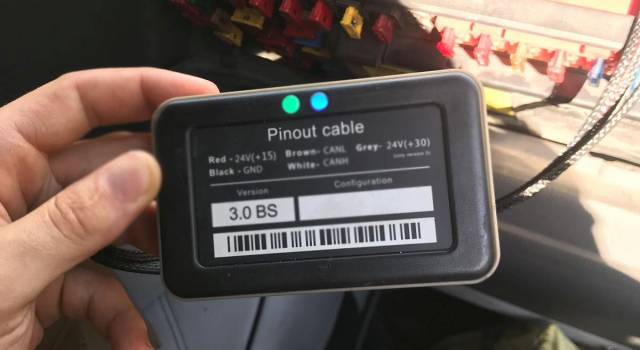 Pinout cable
Red - 24V(+15) Brown- CANL Grey- 24V(+30)
Black - GND White- CANH
Version Configuration
3.0 BS